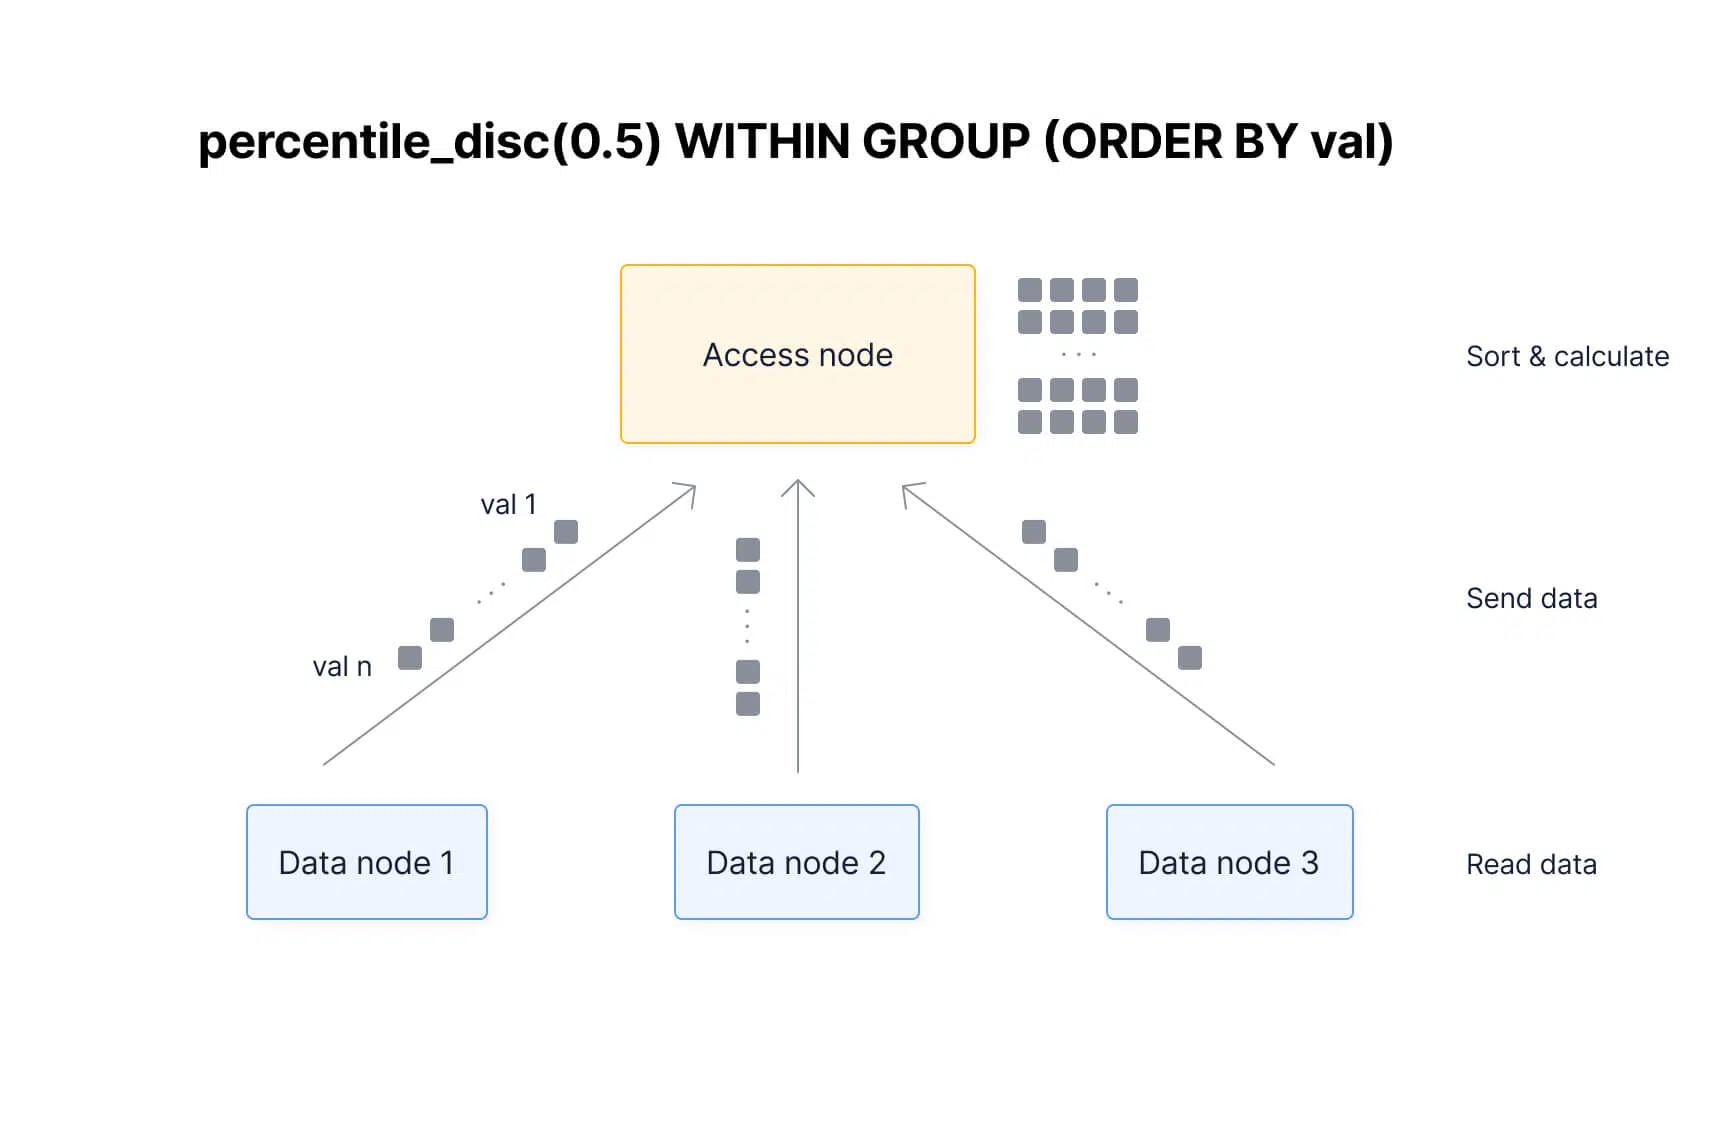 percentile_disc(0.5) WITHIN GROUP (ORDER BY val)
Access node
Sort & calculate
val 1
Send data
val n
Data node 1
Data node 2
Data node 3
Read data